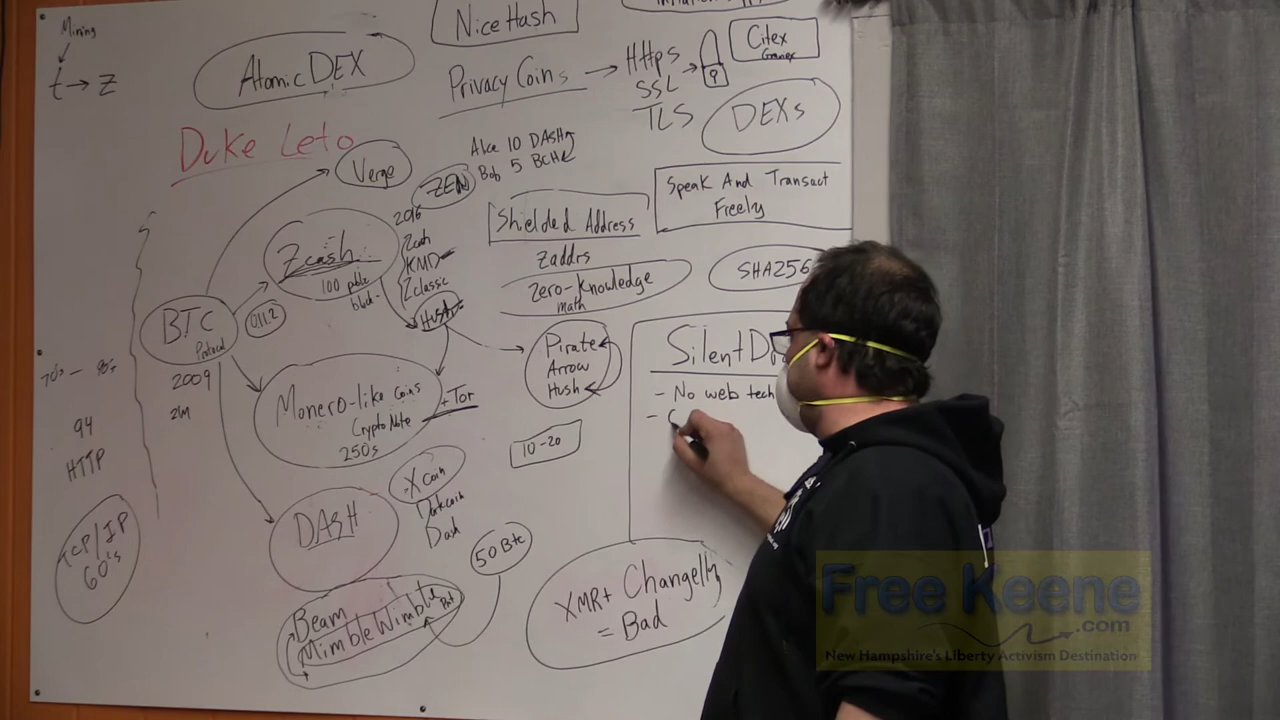 Mining
t → z
Atomic DEX
NiceHash
Privacy Coins → Https
SSL
TLS
Citex
DEXs
Duke Leto
Verge
ZEN
Alice 10 DASH
Bob 5 BCH
Speak And Transact
Freely
Shielded Address
zaddrs
Zero-Knowledge
math
SHA256
Zcash
100 public
2016
Zcash
KMD
Zclassic
Hush
BTC
Protocol
0.11.2
2009
21M
70s - 80s
94
HTTP
TCP/IP
60's
Monero-like coins
CryptoNote
250s
+Tor
Pirate
Arrow
Hush
10-20
SilentD
- No web tech
-
DASH
XCoin
Darkcoin
Dash
50 Btc
Beam
MimbleWimble
XMR+ Changelly
= Bad
Free Keene
.com
New Hampshire's Liberty Activism Destination